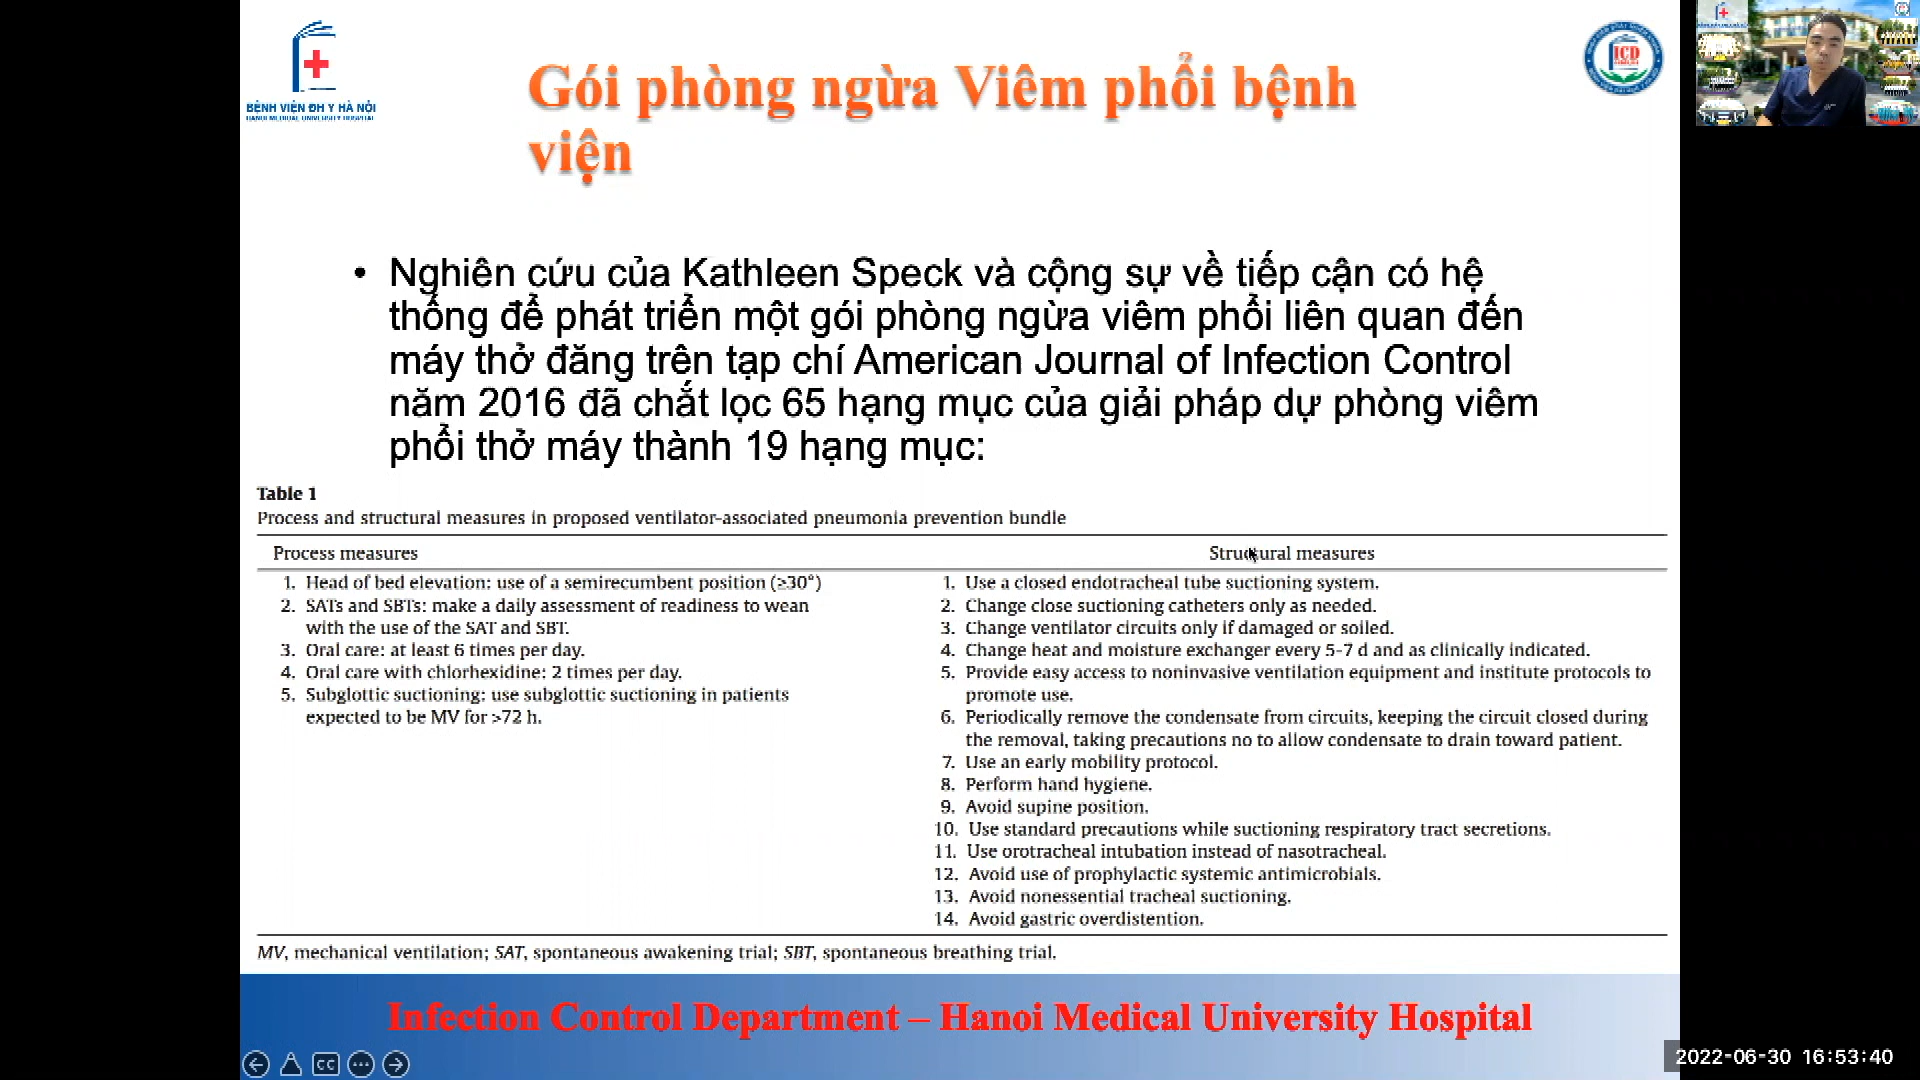 BỆNH VIỆN ĐH Y HÀ NỘI
HANOI MEDICAL UNIVERSITY HOSPITAL
Gói phòng ngừa Viêm phổi bệnh
viện
ICD
• Nghiên cứu của Kathleen Speck và cộng sự về tiếp cận có hệ
thống để phát triển một gói phòng ngừa viêm phổi liên quan đến
máy thở đăng trên tạp chí American Journal of Infection Control
năm 2016 đã chắt lọc 65 hạng mục của giải pháp dự phòng viêm
phổi thở máy thành 19 hạng mục:
Table 1
Process and structural measures in proposed ventilator-associated pneumonia prevention bundle
Process measures
1. Head of bed elevation: use of a semirecumbent position (≥30°)
2. SATs and SBTs: make a daily assessment of readiness to wean
with the use of the SAT and SBT.
3. Oral care: at least 6 times per day.
4. Oral care with chlorhexidine: 2 times per day.
5. Subglottic suctioning: use subglottic suctioning in patients
expected to be MV for >72 h.
Structural measures
1. Use a closed endotracheal tube suctioning system.
2. Change close suctioning catheters only as needed.
3. Change ventilator circuits only if damaged or soiled.
4. Change heat and moisture exchanger every 5-7 d and as clinically indicated.
5. Provide easy access to noninvasive ventilation equipment and institute protocols to
promote use.
6. Periodically remove the condensate from circuits, keeping the circuit closed during
the removal, taking precautions no to allow condensate to drain toward patient.
7. Use an early mobility protocol.
8. Perform hand hygiene.
9. Avoid supine position.
10. Use standard precautions while suctioning respiratory tract secretions.
11. Use orotracheal intubation instead of nasotracheal.
12. Avoid use of prophylactic systemic antimicrobials.
13. Avoid nonessential tracheal suctioning.
14. Avoid gastric overdistention.
MV, mechanical ventilation; SAT, spontaneous awakening trial; SBT, spontaneous breathing trial.
Infection Control Department – Hanoi Medical University Hospital
CC
2022-06-30 16:53:40